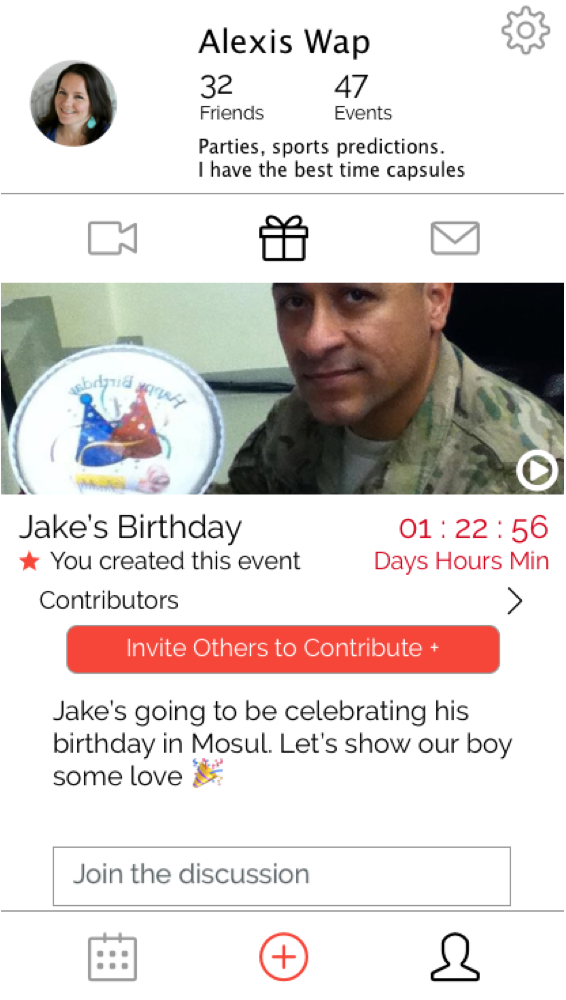 Alexis Wap
32 47
Friends Events
Parties, sports predictions.
I have the best time capsules
Happy Birthday
Jake's Birthday 01 : 22 : 56
You created this event Days Hours Min
Contributors
Invite Others to Contribute +
Jake's going to be celebrating his
birthday in Mosul. Let's show our boy
some love 🎉
Join the discussion